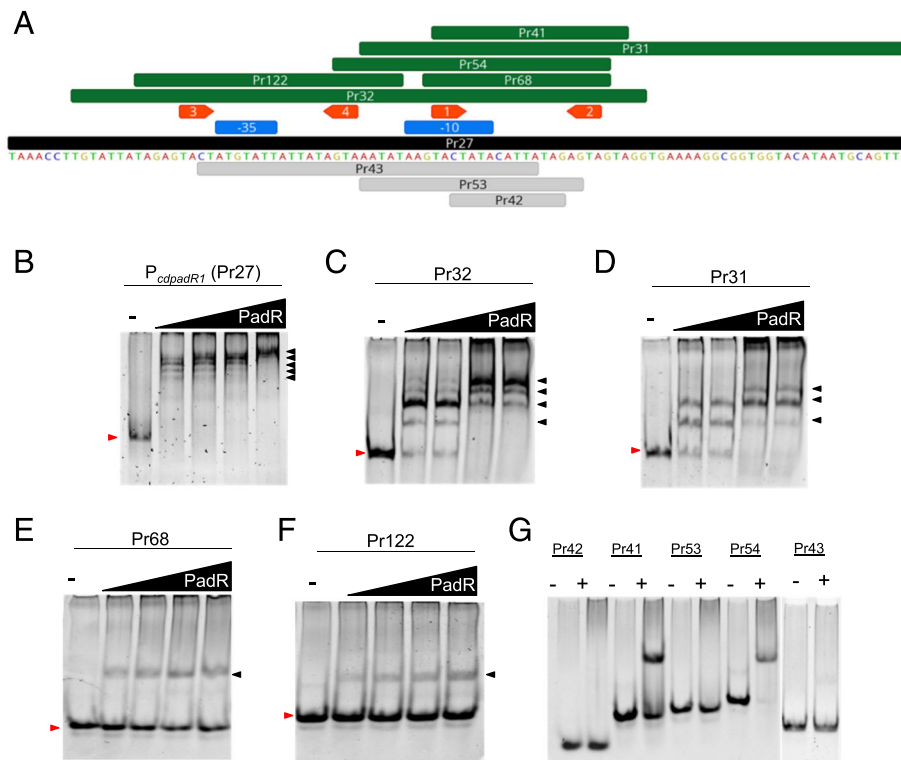 A
Pr41
Pr31
Pr54
Pr122 Pr68
Pr32
3 4 1 2
-35 -10
Pr27
TAAACCTTGTATTATAGAGTACTATGTATTATTATAGTAAATATAAGTACTATACATTATAGAGTAGTAGGTGAAAAGGCGGTGGTACATAATGCAGTT
Pr43
Pr53
Pr42
B
PcdpadR1 (Pr27)
- PadR
C
Pr32
- PadR
D
Pr31
- PadR
E
Pr68
- PadR
F
Pr122
- PadR
G
Pr42 Pr41 Pr53 Pr54 Pr43
- + - + - + - + - +